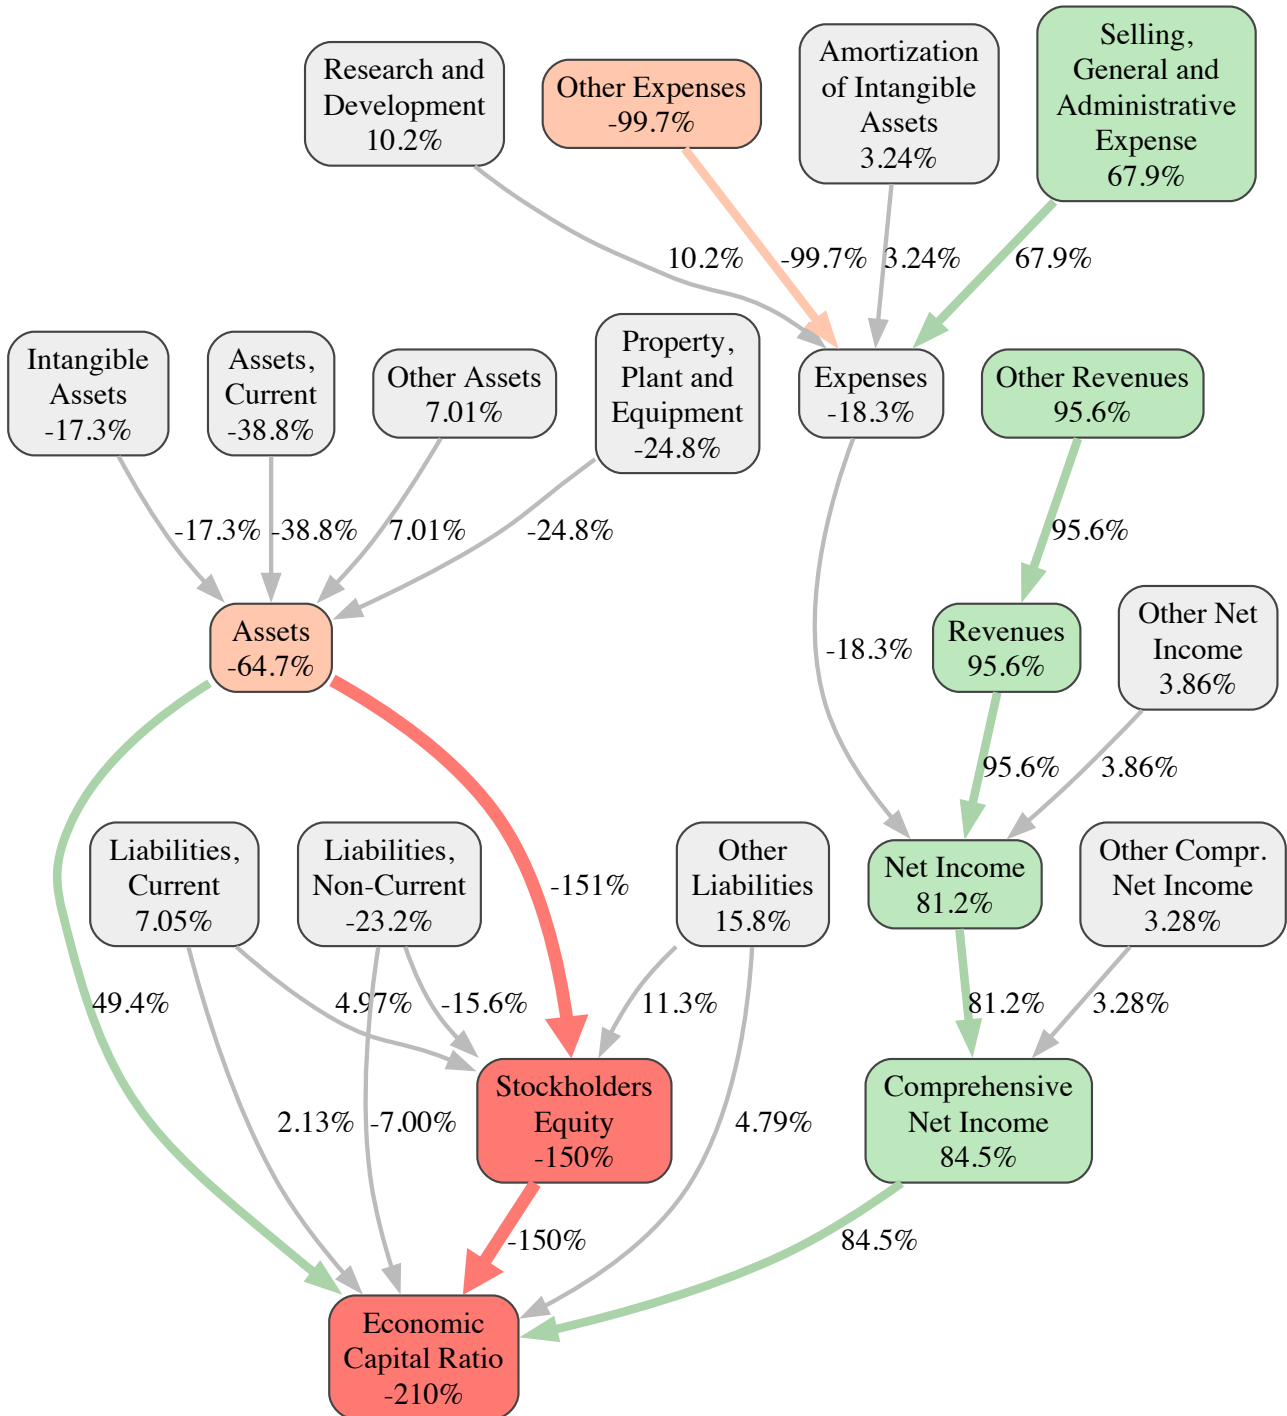 Research and
Development
10.2%
Other Expenses
-99.7%
Amortization
of Intangible
Assets
3.24%
Selling,
General and
Administrative
Expense
67.9%
10.2%
-99.7%
3.24%
67.9%
Intangible
Assets
-17.3%
Assets,
Current
-38.8%
Other Assets
7.01%
Property,
Plant and
Equipment
-24.8%
Expenses
-18.3%
Other Revenues
95.6%
-17.3%
-38.8%
7.01%
-24.8%
95.6%
Assets
-64.7%
-18.3%
Revenues
95.6%
Other Net
Income
3.86%
95.6%
3.86%
Liabilities,
Current
7.05%
Liabilities,
Non-Current
-23.2%
-151%
Other
Liabilities
15.8%
Net Income
81.2%
Other Compr.
Net Income
3.28%
49.4%
4.97%
-15.6%
11.3%
81.2%
3.28%
Stockholders
Equity
-150%
Comprehensive
Net Income
84.5%
2.13%
-7.00%
4.79%
-150%
84.5%
Economic
Capital Ratio
-210%